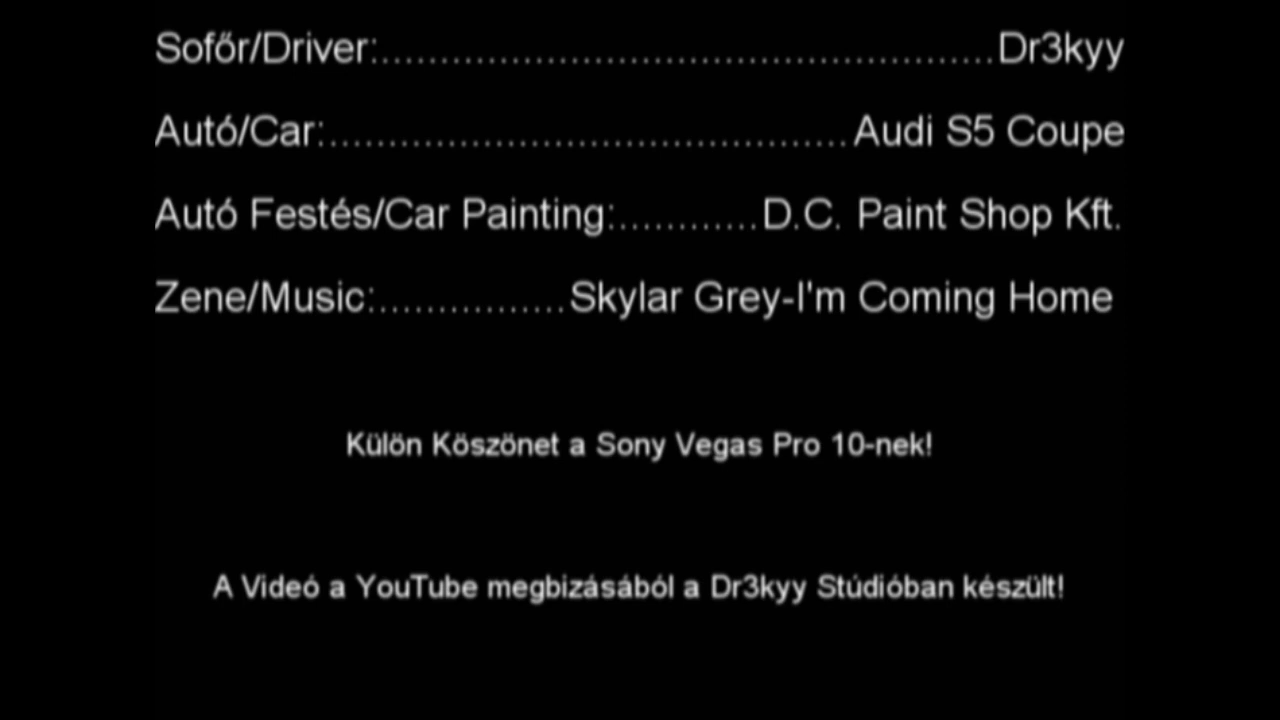 Sofőr/Driver:....................................................Dr3kyy
Autó/Car:............................................Audi S5 Coupe
Autó Festés/Car Painting:............D.C. Paint Shop Kft.
Zene/Music:................Skylar Grey-I'm Coming Home
Külön Köszönet a Sony Vegas Pro 10-nek!
A Videó a YouTube megbizásából a Dr3kyy Stúdióban készült!